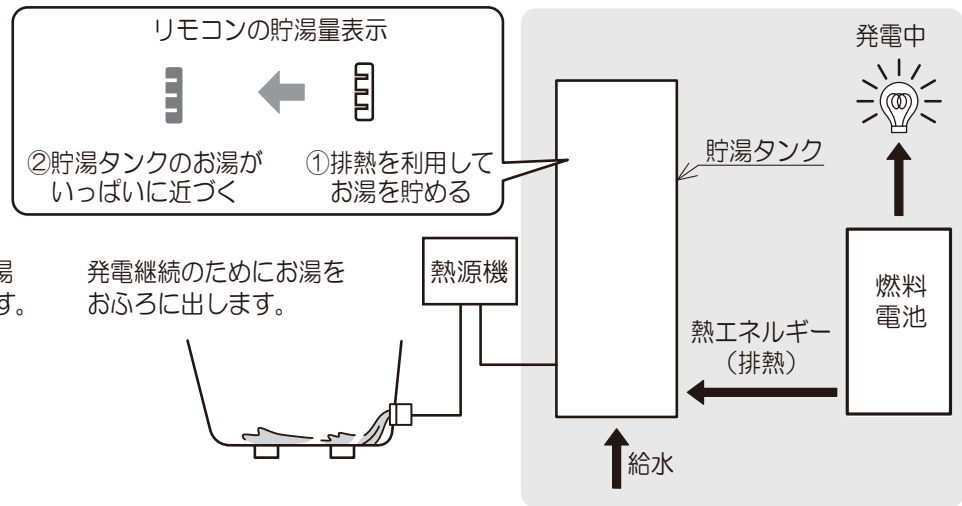 リモコンの貯湯量表示
②貯湯タンクのお湯が
いっぱいに近づく
①排熱を利用して
お湯を貯める
発電中
貯湯タンク
湯
す。
発電継続のためにお湯を
おふろに出します。
熱源機
燃料
電池
熱エネルギー
（排熱）
給水